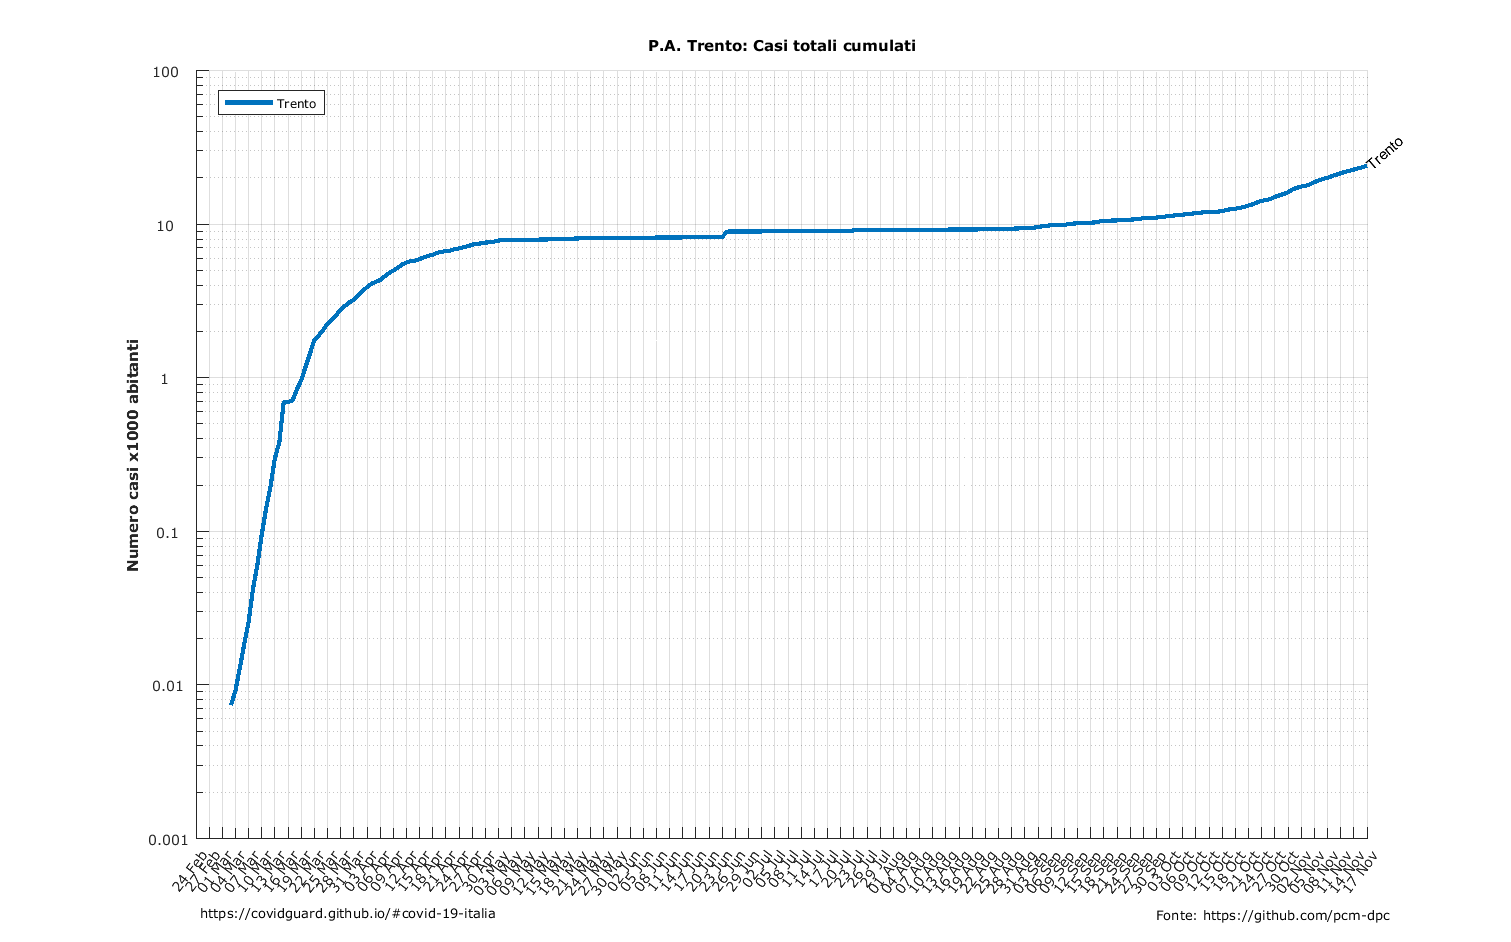 P.A. Trento: Casi totali cumulati
100
10
1
0.1
0.01
0.001
Numero casi x1000 abitanti
Trento
Trento
24 Feb
27 Feb
01 Mar
04 Mar
07 Mar
10 Mar
13 Mar
16 Mar
19 Mar
22 Mar
25 Mar
28 Mar
31 Mar
03 Apr
06 Apr
09 Apr
12 Apr
15 Apr
18 Apr
21 Apr
24 Apr
27 Apr
30 Apr
03 May
06 May
09 May
12 May
15 May
18 May
21 May
24 May
27 May
30 May
02 Jun
05 Jun
08 Jun
11 Jun
14 Jun
17 Jun
20 Jun
23 Jun
26 Jun
29 Jun
02 Jul
05 Jul
08 Jul
11 Jul
14 Jul
17 Jul
20 Jul
23 Jul
26 Jul
29 Jul
01 Aug
04 Aug
07 Aug
10 Aug
13 Aug
16 Aug
19 Aug
22 Aug
25 Aug
28 Aug
31 Aug
03 Sep
06 Sep
09 Sep
12 Sep
15 Sep
18 Sep
21 Sep
24 Sep
27 Sep
30 Sep
03 Oct
06 Oct
09 Oct
12 Oct
15 Oct
18 Oct
21 Oct
24 Oct
27 Oct
30 Oct
02 Nov
05 Nov
08 Nov
11 Nov
14 Nov
17 Nov
https://covidguard.github.io/#covid-19-italia
Fonte: https://github.com/pcm-dpc